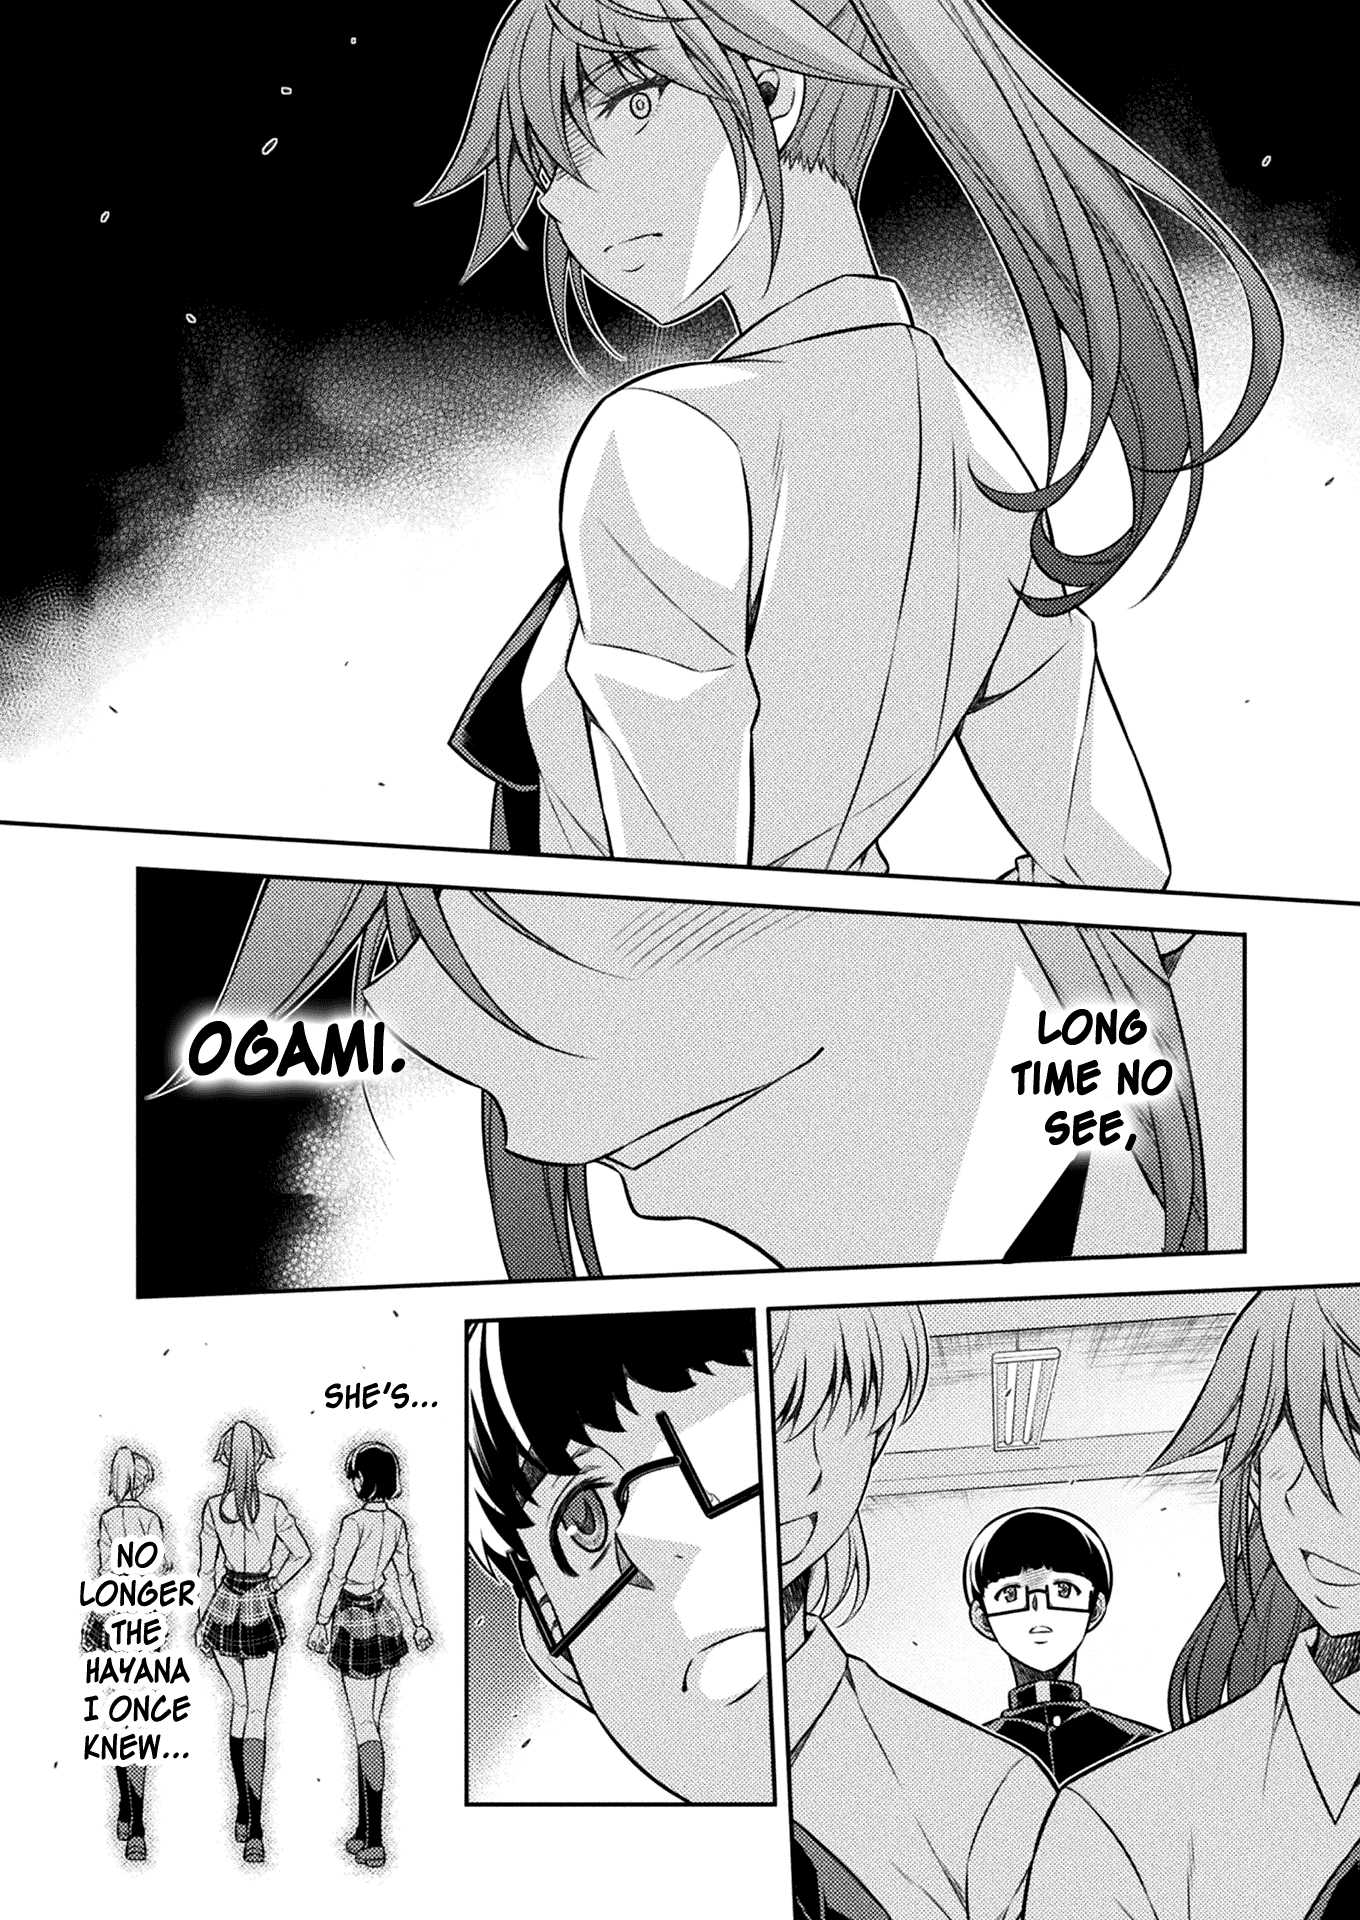 LONG
TIME NO
SEE,
OGAMI.
SHE'S...
NO
LONGER
THE
HAYANA
I ONCE
KNEW...